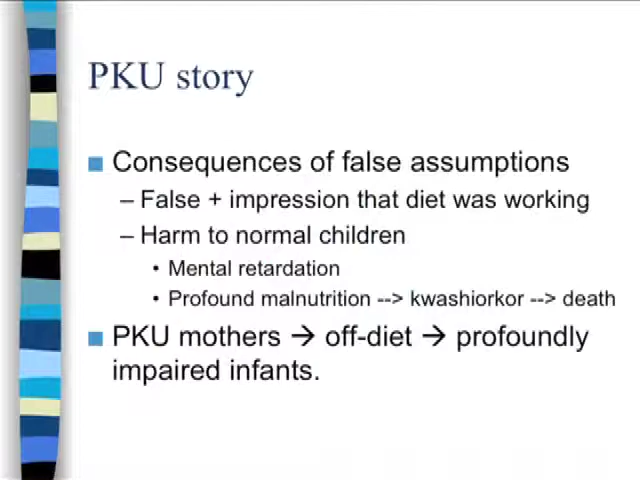 PKU story
■ Consequences of false assumptions
– False + impression that diet was working
– Harm to normal children
• Mental retardation
• Profound malnutrition --> kwashiorkor --> death
■ PKU mothers → off-diet → profoundly
impaired infants.